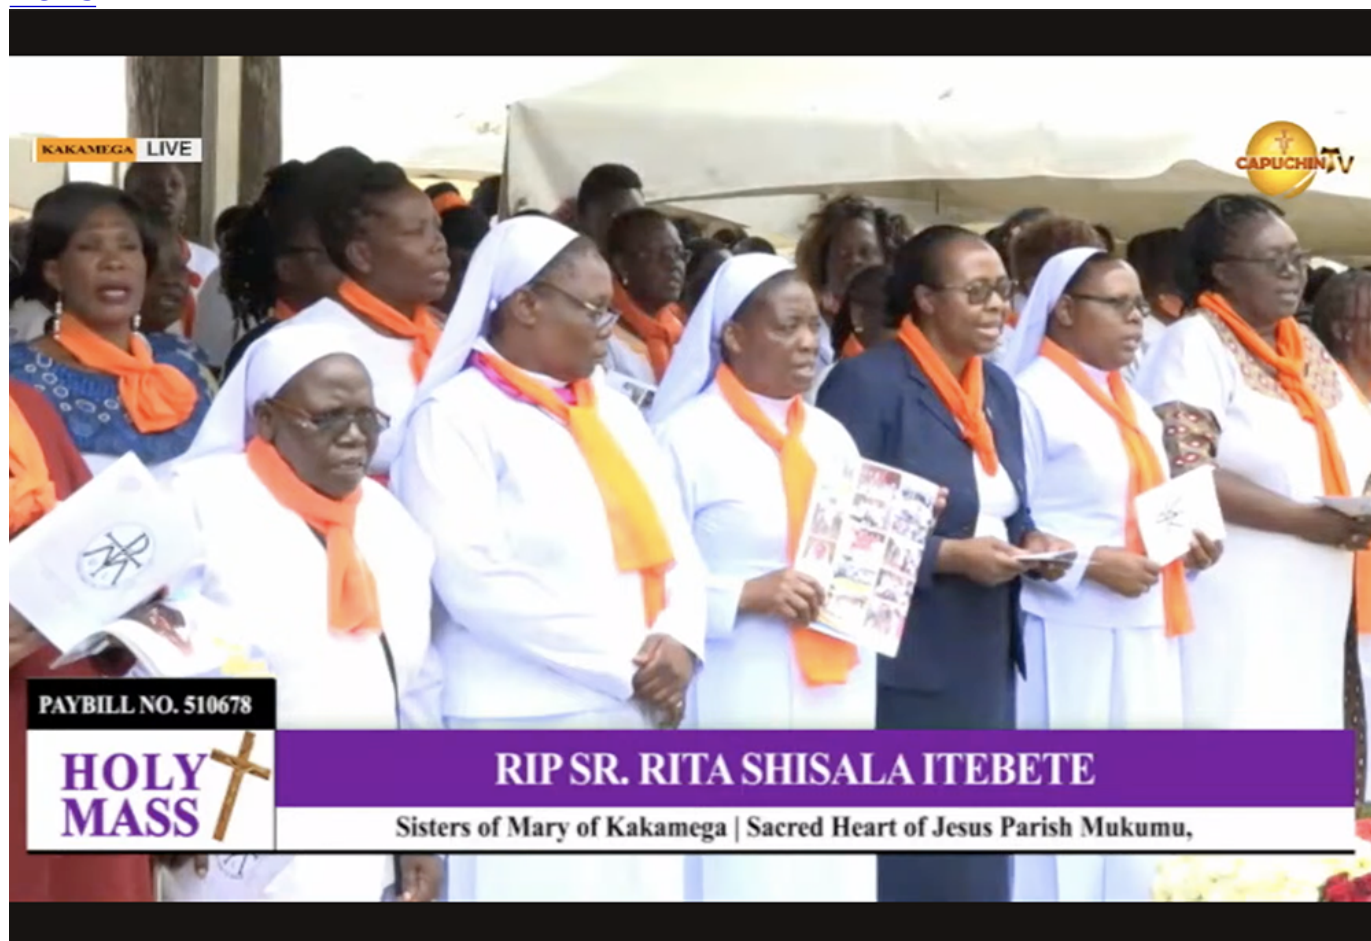 KAKAMEGA LIVE
CAPUCHIN TV
PAYBILL NO. 510678
HOLY
MASS
RIP SR. RITA SHISALA ITEBETE
Sisters of Mary of Kakamega | Sacred Heart of Jesus Parish Mukumu,